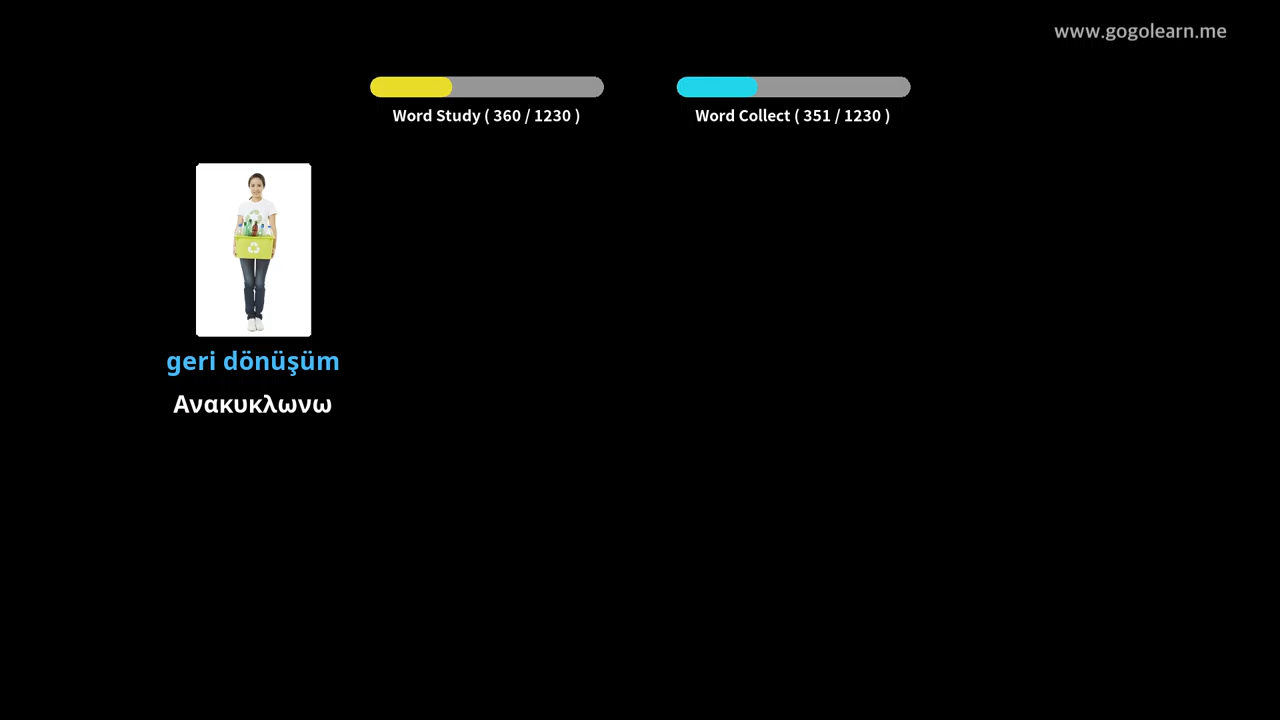 www.gogolearn.me
Word Study ( 360 / 1230 )
Word Collect ( 351 / 1230 )
geri dönüşüm
Ανακυκλωνω